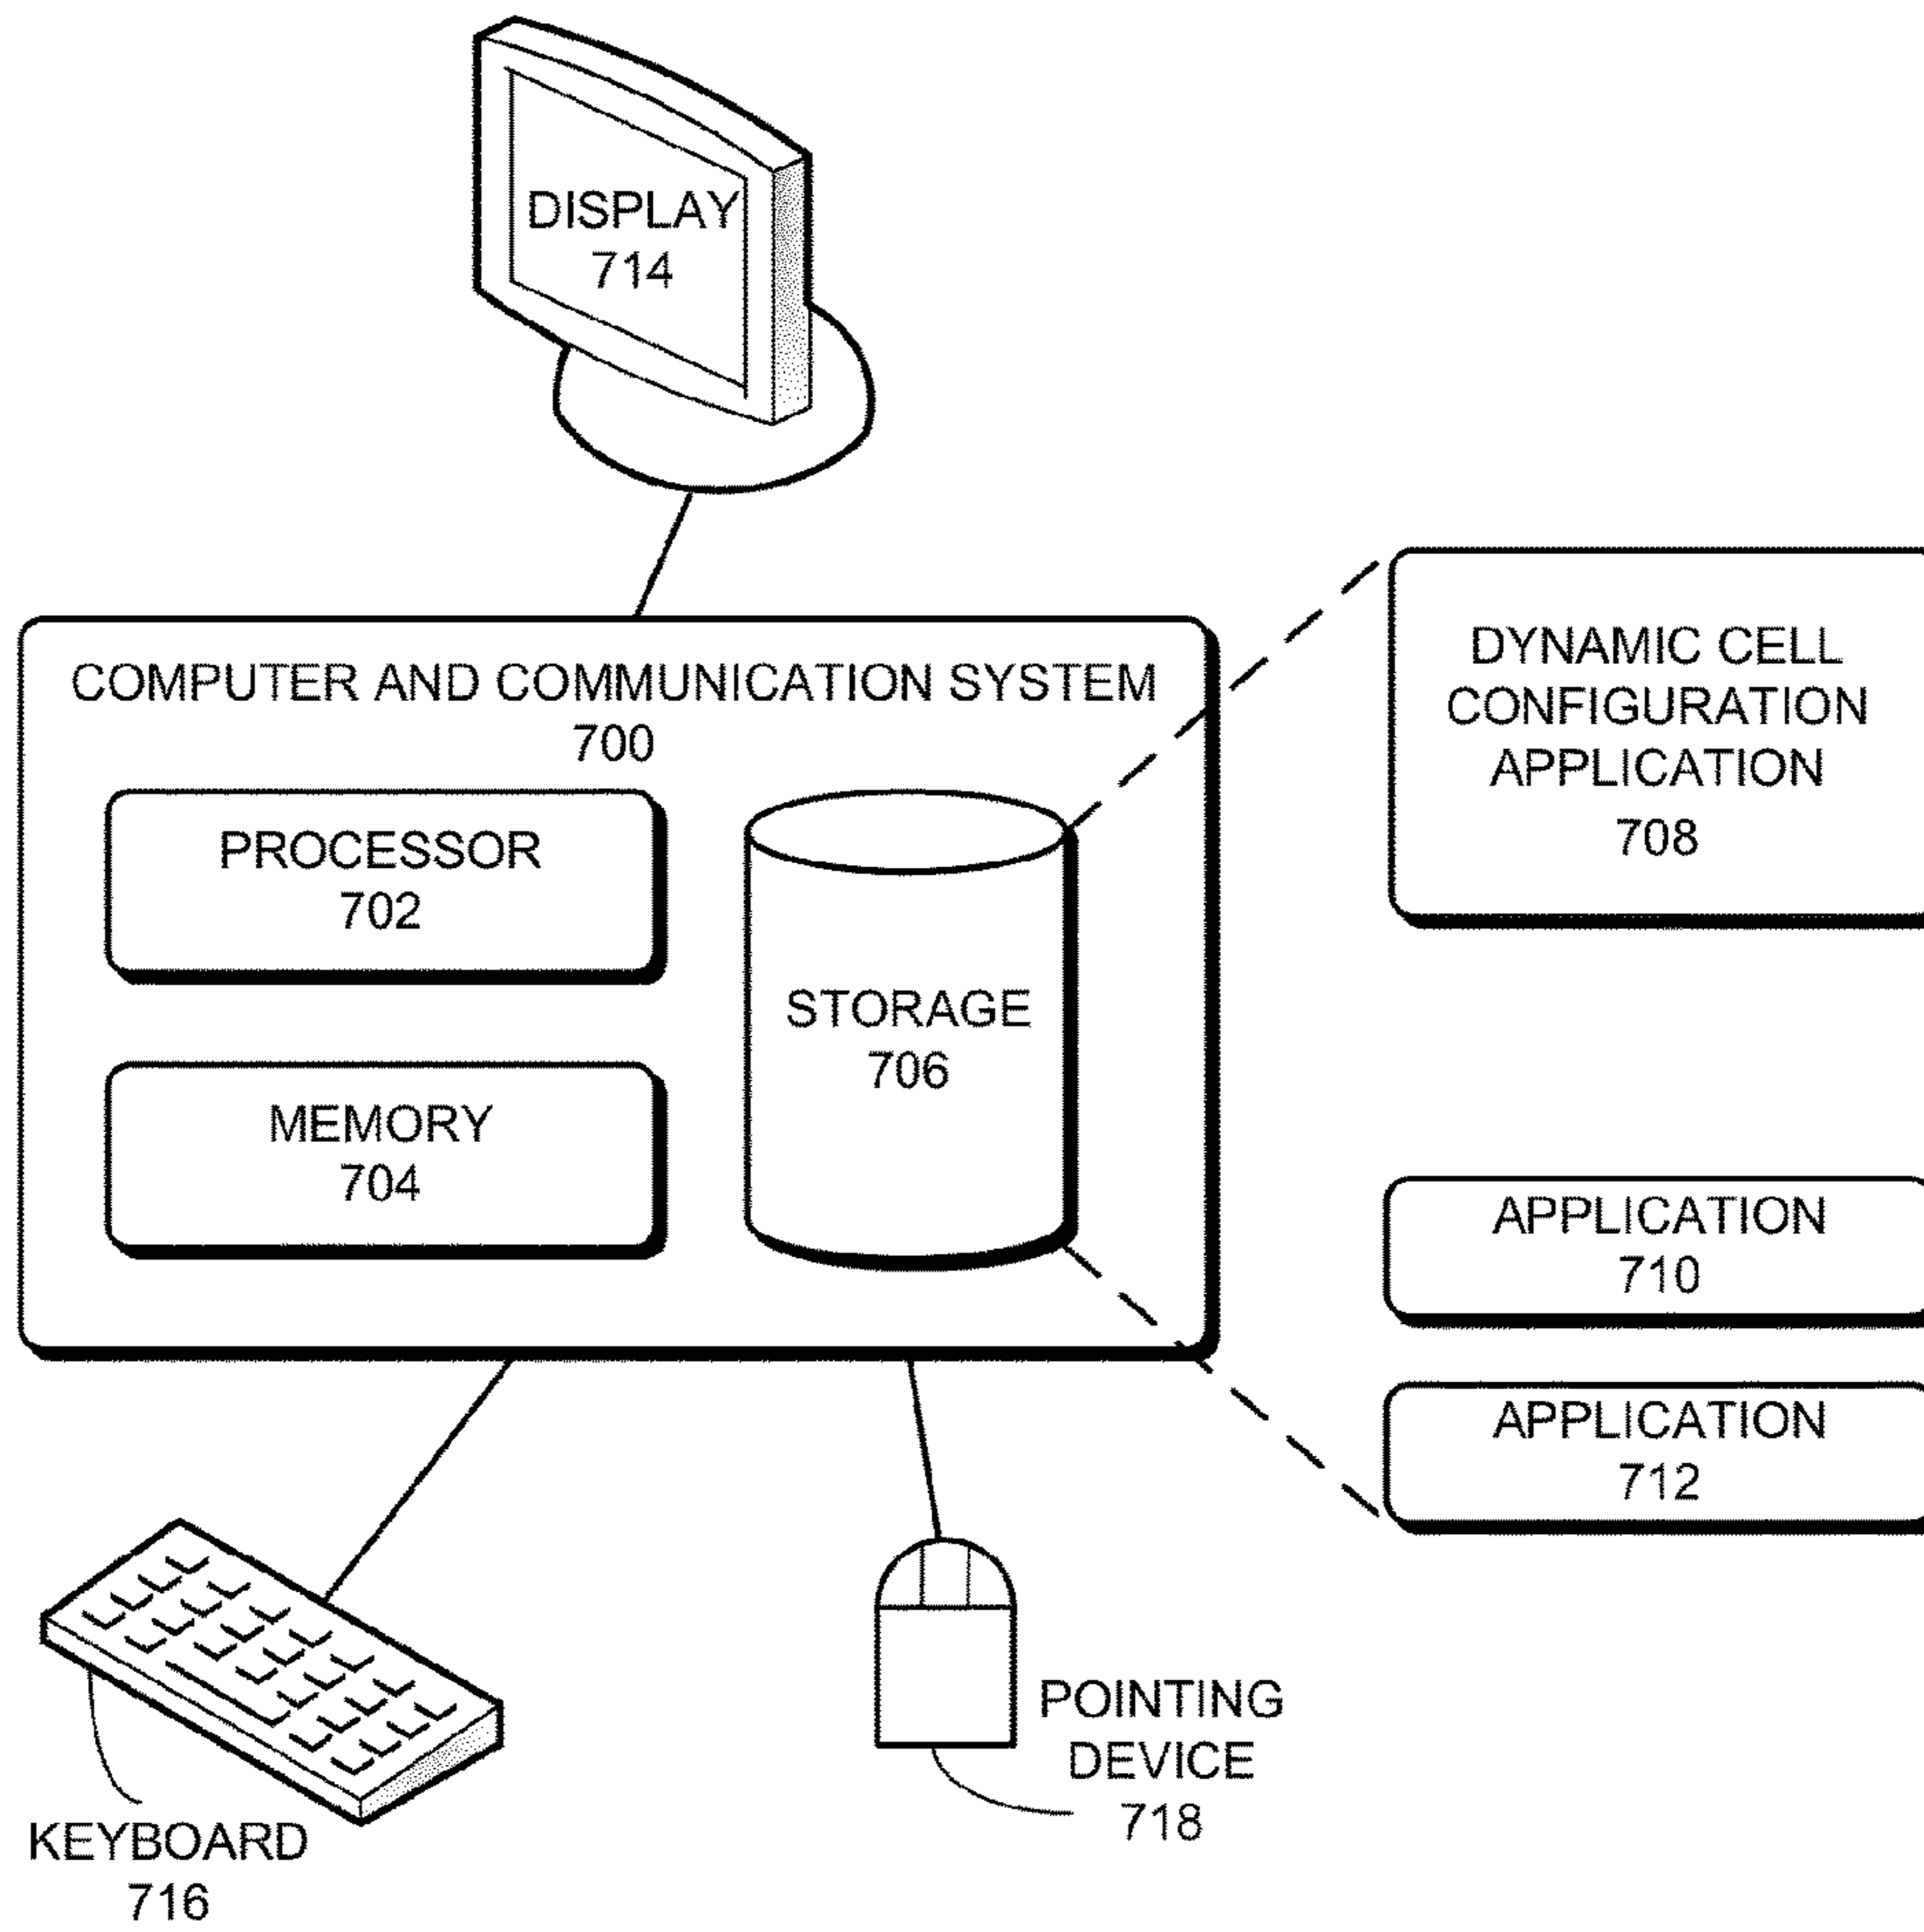 DISPLAY
714
COMPUTER AND COMMUNICATION SYSTEM
700
PROCESSOR
702
MEMORY
704
STORAGE
706
DYNAMIC CELL
CONFIGURATION
APPLICATION
708
APPLICATION
710
APPLICATION
712
KEYBOARD
716
POINTING
DEVICE
718